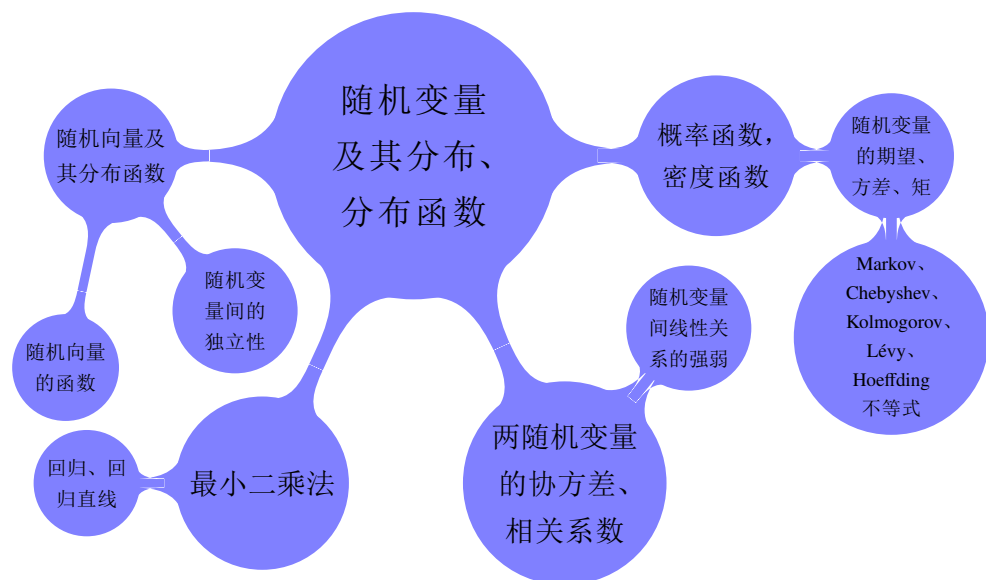 随机变量
及其分布、
分布函数
随机向量及
其分布函数
随机变
量间的
独立性
随机向量
的函数
概率函数，
密度函数
随机变量
的期望、
方差、矩
Markov、
Chebyshev、
Kolmogorov、
Lévy、
Hoeffding
不等式
随机变量
间线性关
系的强弱
两随机变量
的协方差、
相关系数
最小二乘法
回归、回
归直线